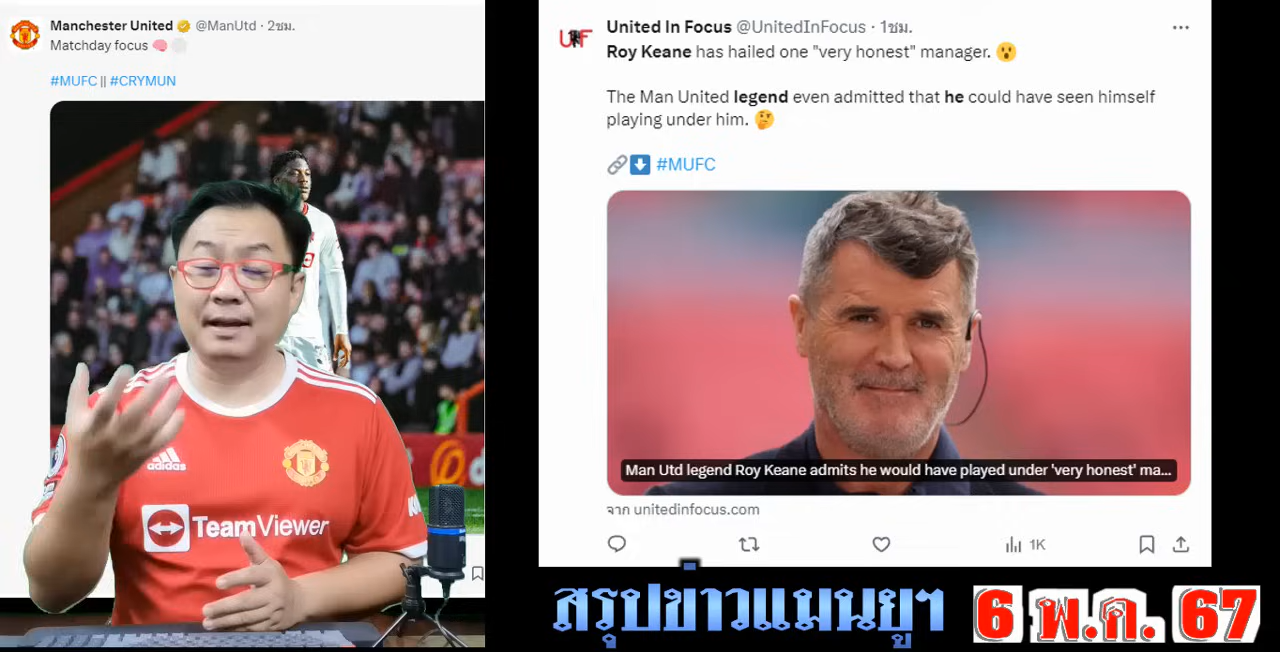 Manchester United @ManUtd · 2ชม.
Matchday focus
#MUFC || #CRYMUN
adidas
TeamViewer
United In Focus @UnitedInFocus · 1ชม.
Roy Keane has hailed one "very honest" manager.
The Man United legend even admitted that he could have seen himself
playing under him.
#MUFC
Man Utd legend Roy Keane admits he would have played under 'very honest' ma...
จาก unitedinfocus.com
1K
สรุปข่าวแมนยูฯ 6 พ.ค. 67